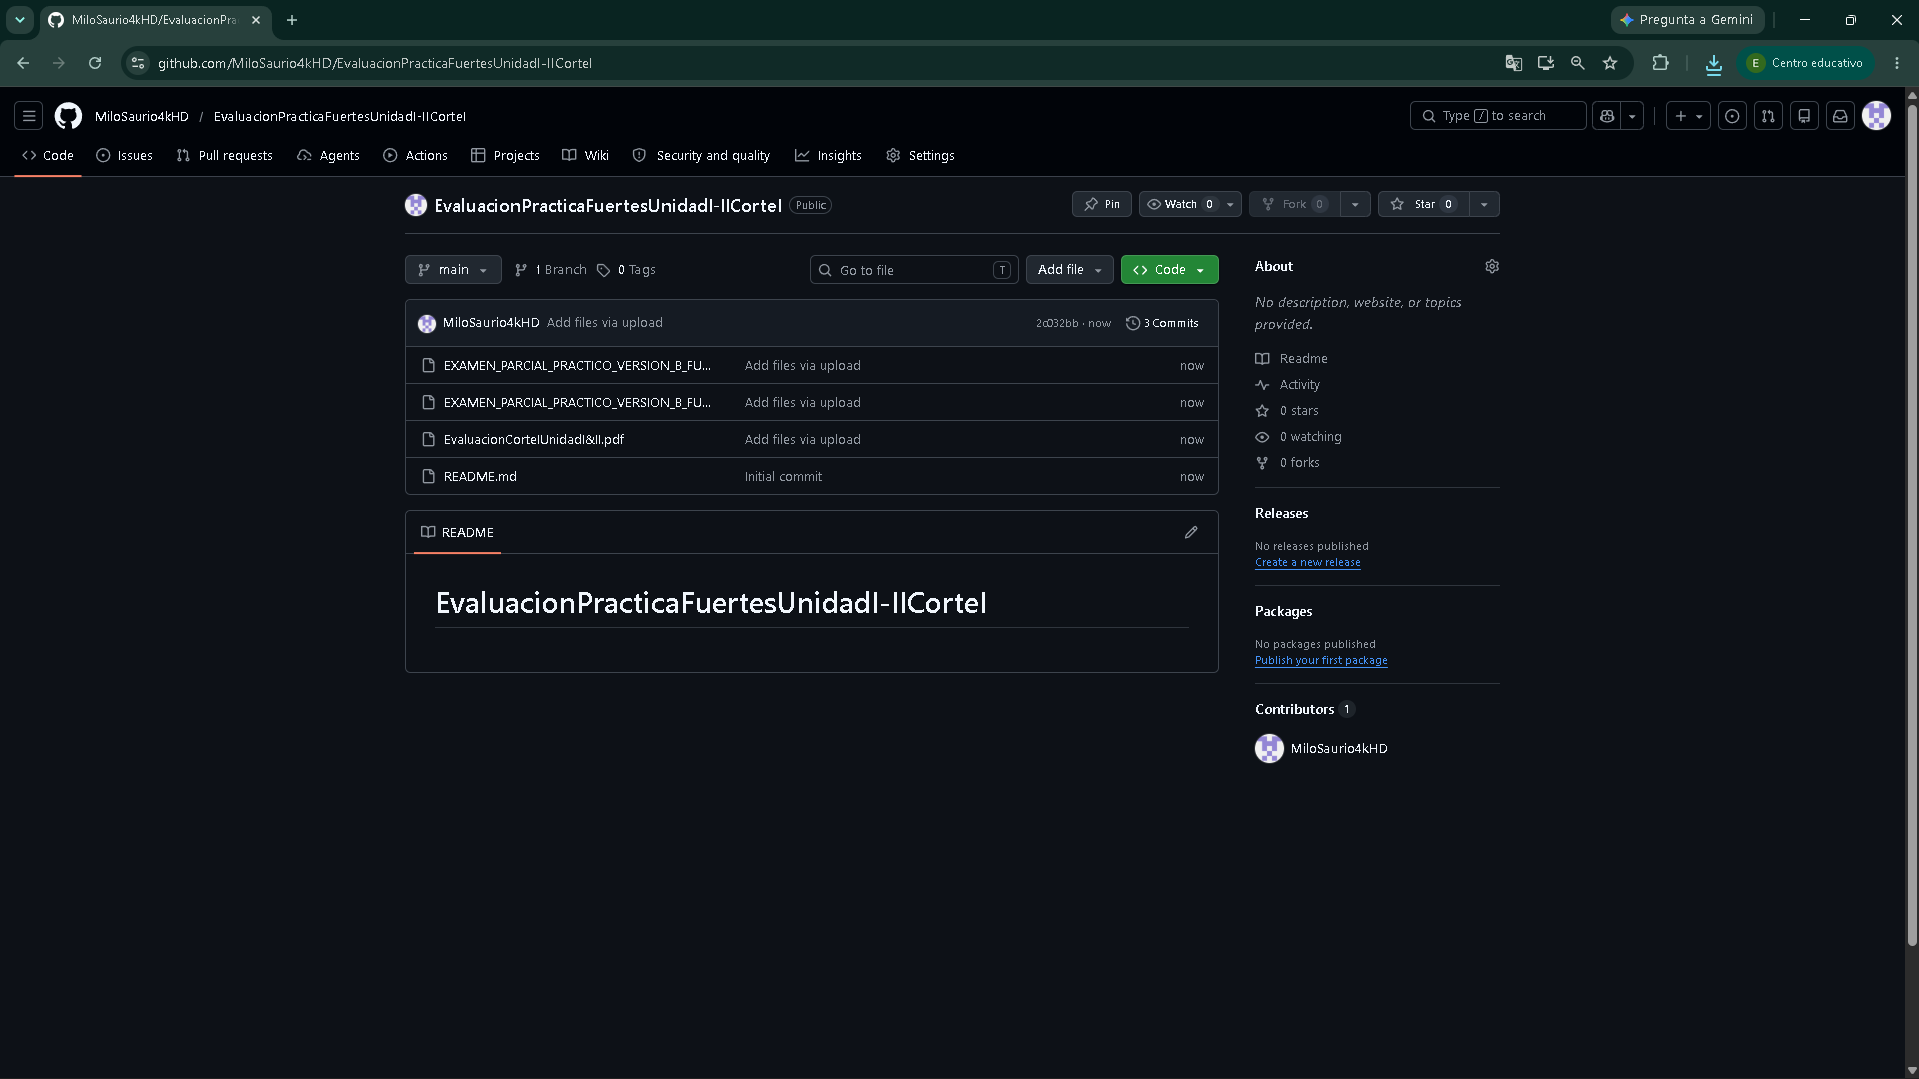 MiloSaurio4kHD/EvaluacionPra
Pregunta a Gemini
github.com/MiloSaurio4kHD/EvaluacionPracticaFuertesUnidadI-IICorteI
E Centro educativo
MiloSaurio4kHD / EvaluacionPracticaFuertesUnidadI-IICorteI
Type / to search
Code Issues Pull requests Agents Actions Projects Wiki Security and quality Insights Settings
EvaluacionPracticaFuertesUnidadI-IICorteI Public
Pin Watch 0 Fork 0 Star 0
main 1 Branch 0 Tags Go to file T Add file Code
MiloSaurio4kHD Add files via upload 2c032bb · now 3 Commits
EXAMEN_PARCIAL_PRACTICO_VERSION_B_FU... Add files via upload now
EXAMEN_PARCIAL_PRACTICO_VERSION_B_FU... Add files via upload now
EvaluacionCorteIUnidadI&II.pdf Add files via upload now
README.md Initial commit now
README
EvaluacionPracticaFuertesUnidadI-IICorteI
About
No description, website, or topics
provided.
Readme
Activity
0 stars
0 watching
0 forks
Releases
No releases published
Create a new release
Packages
No packages published
Publish your first package
Contributors 1
MiloSaurio4kHD